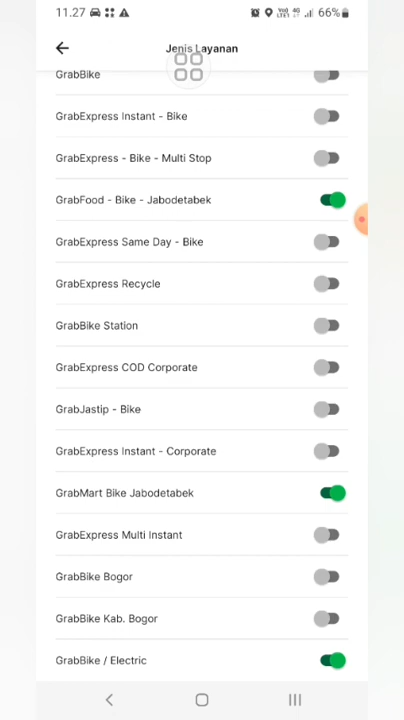 11.27
66%
Jenis Layanan
GrabBike
GrabExpress Instant - Bike
GrabExpress - Bike - Multi Stop
GrabFood - Bike - Jabodetabek
GrabExpress Same Day - Bike
GrabExpress Recycle
GrabBike Station
GrabExpress COD Corporate
GrabJastip - Bike
GrabExpress Instant - Corporate
GrabMart Bike Jabodetabek
GrabExpress Multi Instant
GrabBike Bogor
GrabBike Kab. Bogor
GrabBike / Electric